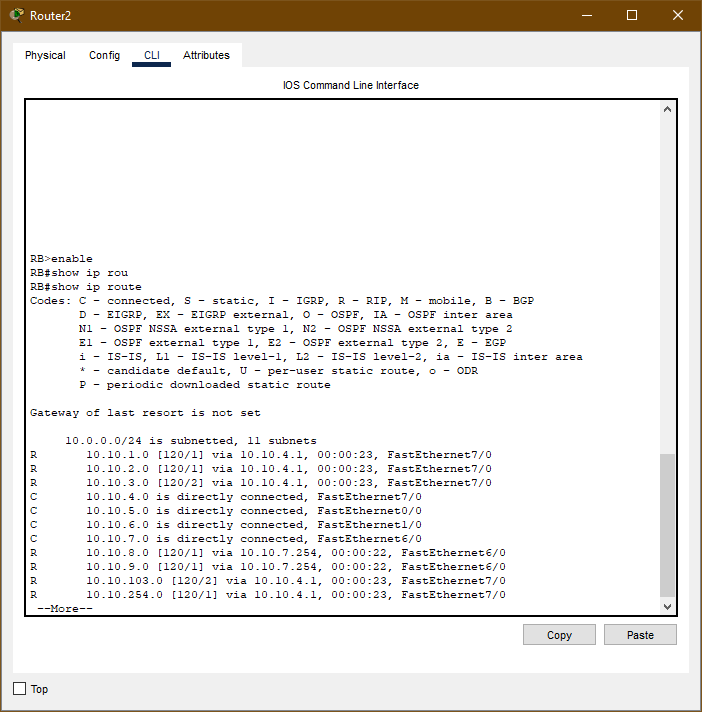 Router2
Physical Config CLI Attributes
IOS Command Line Interface
RB>enable
RB#show ip rou
RB#show ip route
Codes: C - connected, S - static, I - IGRP, R - RIP, M - mobile, B - BGP
       D - EIGRP, EX - EIGRP external, O - OSPF, IA - OSPF inter area
       N1 - OSPF NSSA external type 1, N2 - OSPF NSSA external type 2
       E1 - OSPF external type 1, E2 - OSPF external type 2, E - EGP
       i - IS-IS, L1 - IS-IS level-1, L2 - IS-IS level-2, ia - IS-IS inter area
       * - candidate default, U - per-user static route, o - ODR
       P - periodic downloaded static route
Gateway of last resort is not set
     10.0.0.0/24 is subnetted, 11 subnets
R       10.10.1.0 [120/1] via 10.10.4.1, 00:00:23, FastEthernet7/0
R       10.10.2.0 [120/1] via 10.10.4.1, 00:00:23, FastEthernet7/0
R       10.10.3.0 [120/2] via 10.10.4.1, 00:00:23, FastEthernet7/0
C       10.10.4.0 is directly connected, FastEthernet7/0
C       10.10.5.0 is directly connected, FastEthernet0/0
C       10.10.6.0 is directly connected, FastEthernet1/0
C       10.10.7.0 is directly connected, FastEthernet6/0
R       10.10.8.0 [120/1] via 10.10.7.254, 00:00:22, FastEthernet6/0
R       10.10.9.0 [120/1] via 10.10.7.254, 00:00:22, FastEthernet6/0
R       10.10.103.0 [120/2] via 10.10.4.1, 00:00:23, FastEthernet7/0
R       10.10.254.0 [120/1] via 10.10.4.1, 00:00:23, FastEthernet7/0
 --More--
Copy Paste
Top